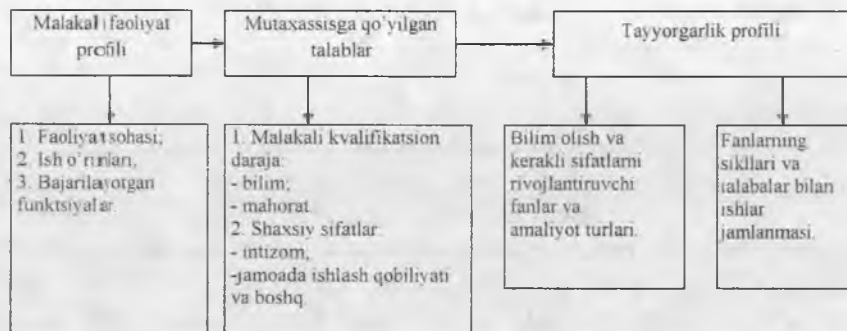 Malakali faoliyat
profili
Mutaxassisga qo'yilgan
talablar
Tayyorgarlik profili
1 Faoliyat sohasi;
2. Ish o'rinlari,
3. Bajarilayotgan
funktsiyalar
1. Malakali kvalifikatsion
daraja:
- bilim;
- mahorat.
2. Shaxsiv sifatlar
- intizom;
-jamoada ishlash qobiliyati
va boshq.
Bilim olish va
kerakli sifatlarni
rivojlantiruvchi
fanlar va
amaliyot turlari.
Fanlarning
sikllari va
talabalar bilan
ishlar
jamlanmasi.